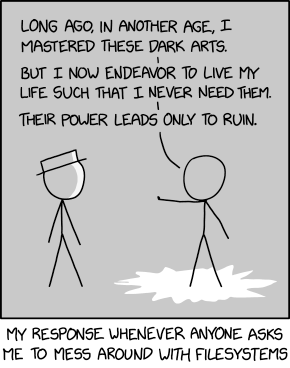 LONG AGO, IN ANOTHER AGE, I
MASTERED THESE DARK ARTS.
BUT I NOW ENDEAVOR TO LIVE MY
LIFE SUCH THAT I NEVER NEED THEM.
THEIR POWER LEADS ONLY TO RUIN.
MY RESPONSE WHENEVER ANYONE ASKS
ME TO MESS AROUND WITH FILESYSTEMS